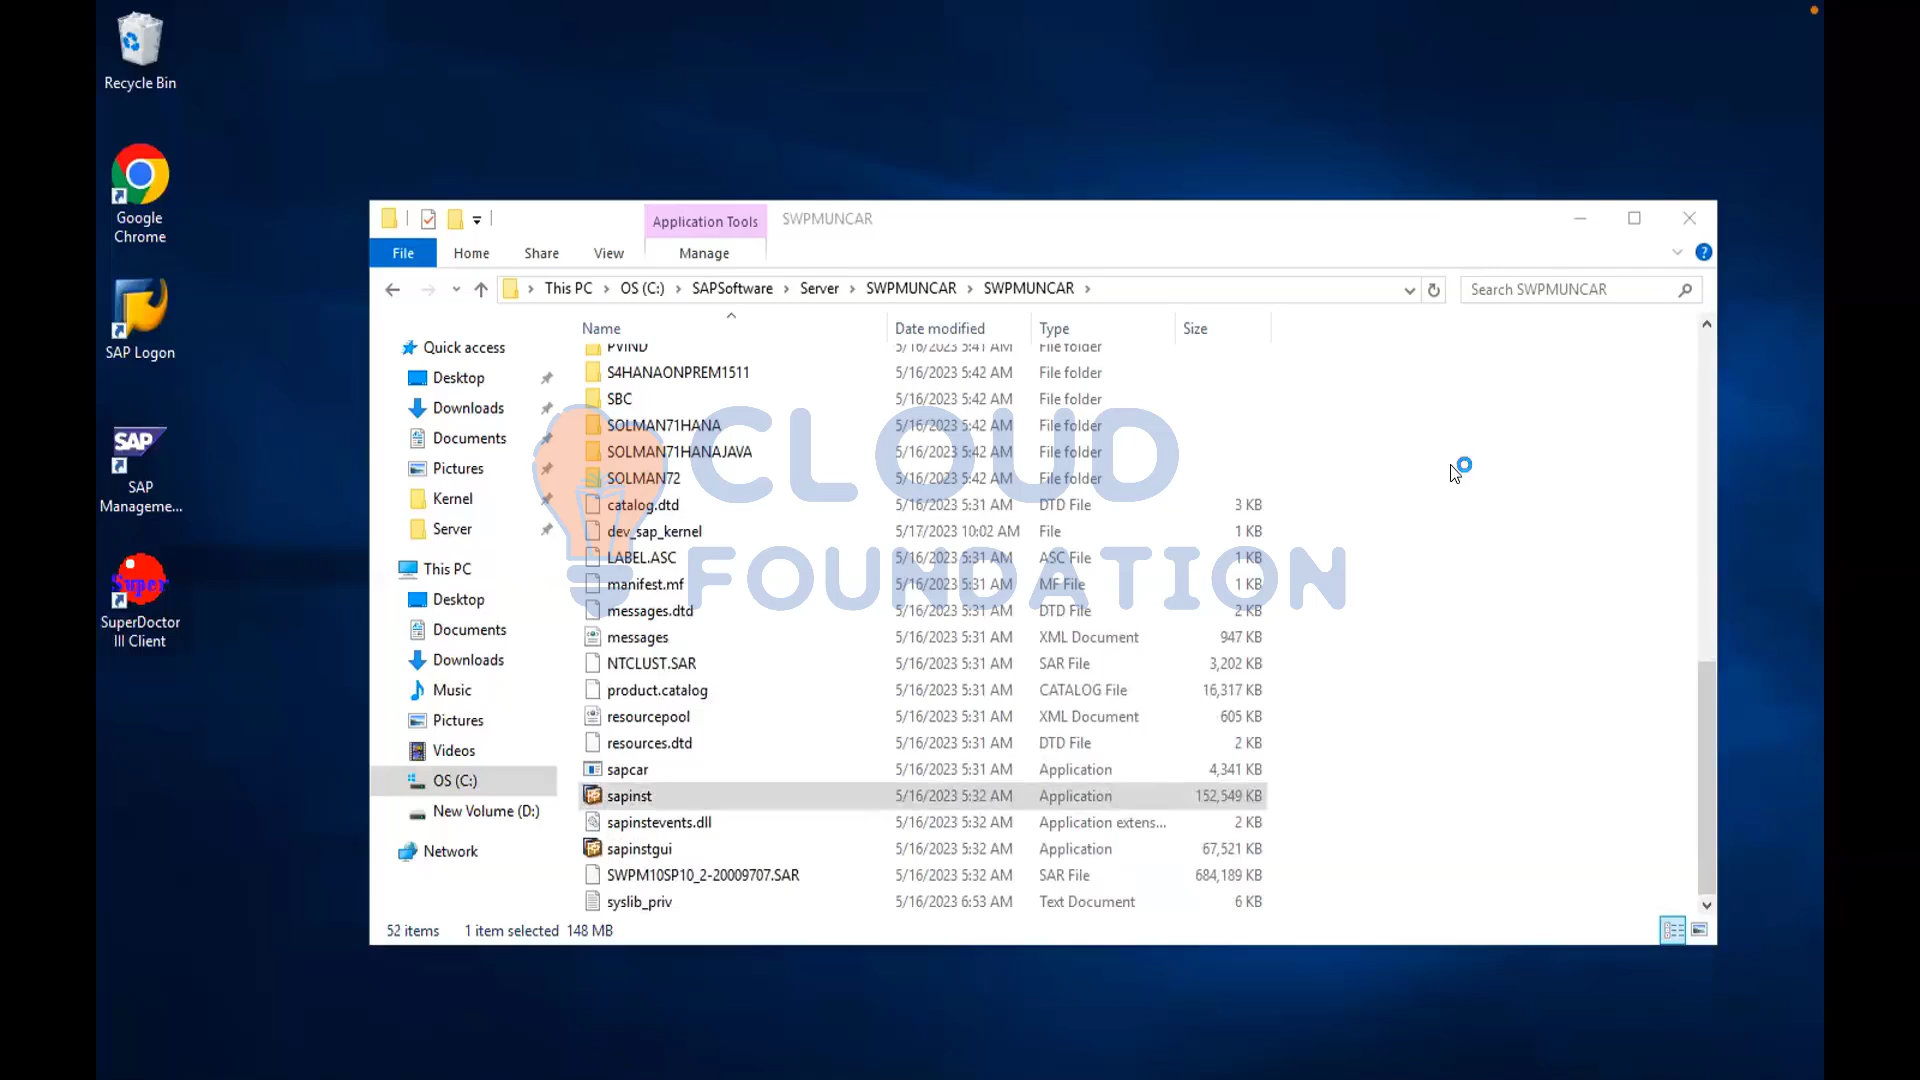 Recycle Bin
Google
Chrome
SAP Logon
SAP
Manageme...
Super
SuperDoctor
III Client
Application Tools
SWPMUNCAR
File
Home
Share
View
Manage
This PC > OS (C:) > SAPSoftware > Server > SWPMUNCAR > SWPMUNCAR >
Search SWPMUNCAR
Quick access
Desktop
Downloads
Documents
Pictures
Kernel
Server
This PC
Desktop
Documents
Downloads
Music
Pictures
Videos
OS (C:)
New Volume (D:)
Network
Name Date modified Type Size
PVIND 5/16/2023 5:41 AM File folder
S4HANAONPREM1511 5/16/2023 5:42 AM File folder
SBC 5/16/2023 5:42 AM File folder
SOLMAN71HANA 5/16/2023 5:42 AM File folder
SOLMAN71HANAJAVA 5/16/2023 5:42 AM File folder
SOLMAN72 5/16/2023 5:42 AM File folder
catalog.dtd 5/16/2023 5:31 AM DTD File 3 KB
dev_sap_kernel 5/17/2023 10:02 AM File 1 KB
LABEL.ASC 5/16/2023 5:31 AM ASC File 1 KB
manifest.mf 5/16/2023 5:31 AM MF File 1 KB
messages.dtd 5/16/2023 5:31 AM DTD File 2 KB
messages 5/16/2023 5:31 AM XML Document 947 KB
NTCLUST.SAR 5/16/2023 5:31 AM SAR File 3,202 KB
product.catalog 5/16/2023 5:31 AM CATALOG File 16,317 KB
resourcepool 5/16/2023 5:31 AM XML Document 605 KB
resources.dtd 5/16/2023 5:31 AM DTD File 2 KB
sapcar 5/16/2023 5:31 AM Application 4,341 KB
sapinst 5/16/2023 5:32 AM Application 152,549 KB
sapinstevents.dll 5/16/2023 5:32 AM Application extens... 2 KB
sapinstgui 5/16/2023 5:32 AM Application 67,521 KB
SWPM10SP10_2-20009707.SAR 5/16/2023 5:32 AM SAR File 684,189 KB
syslib_priv 5/16/2023 6:53 AM Text Document 6 KB
52 items 1 item selected 148 MB
CLOUD
FOUNDATION